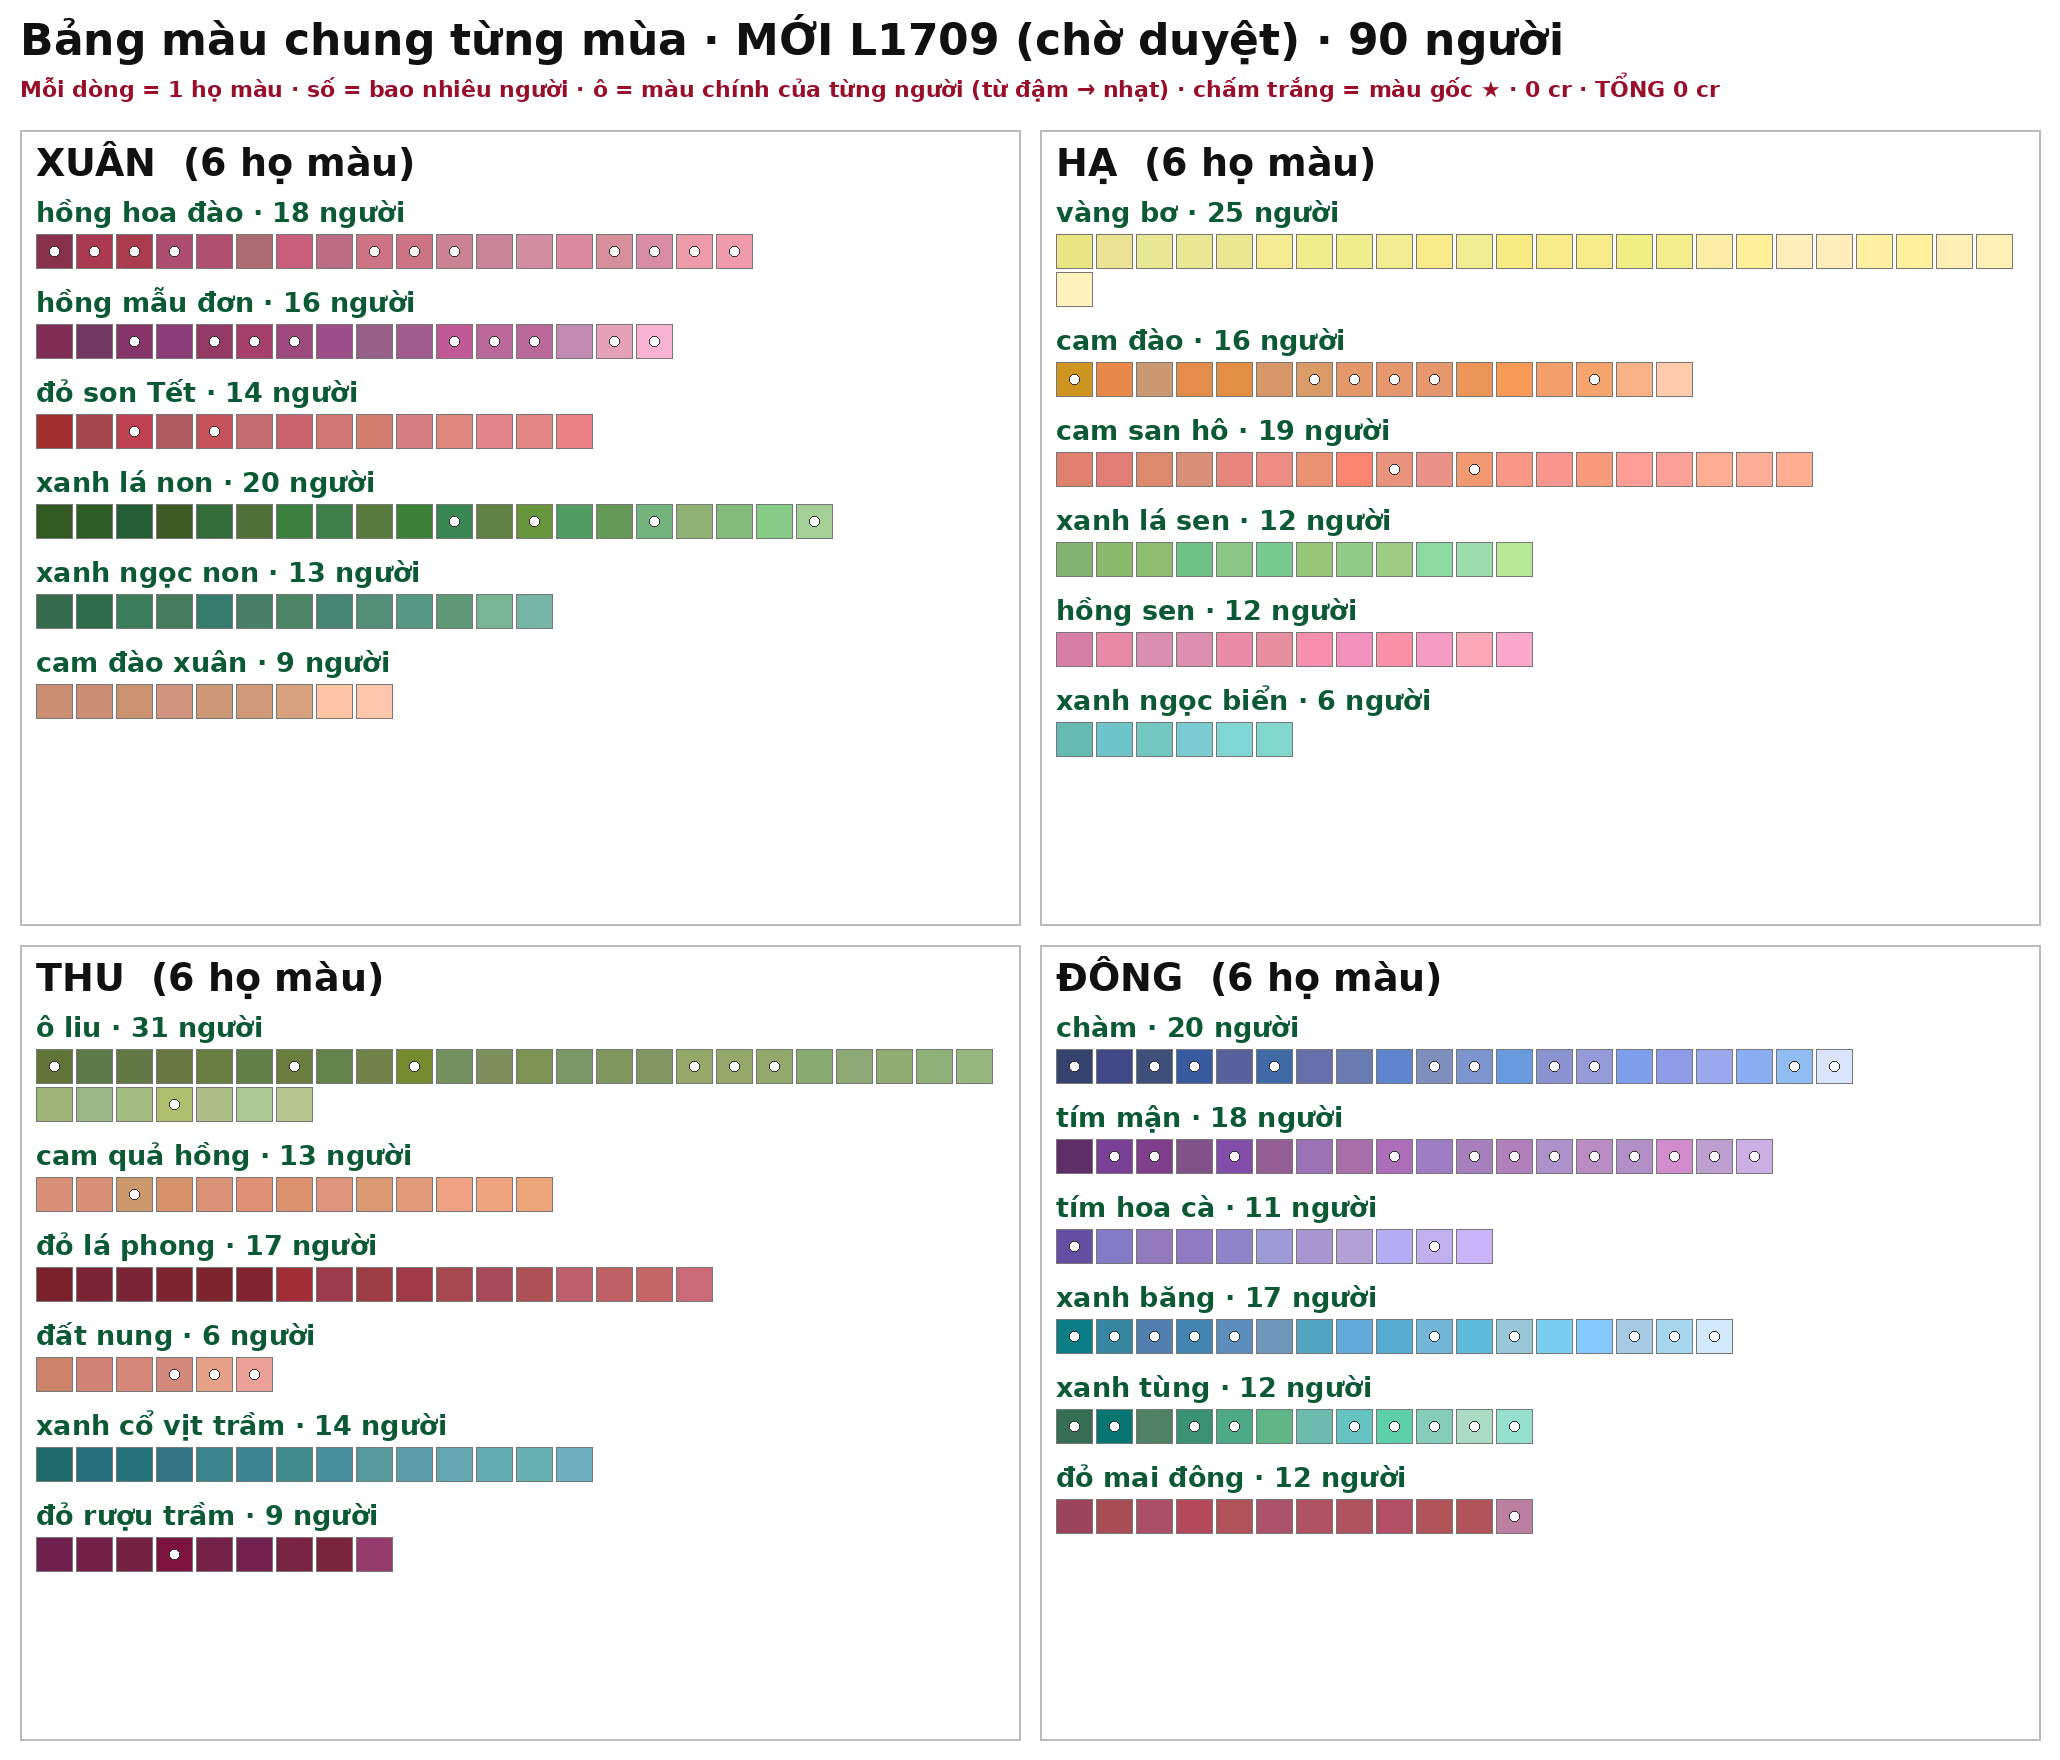 Bảng màu chung từng mùa · MỚI L1709 (chờ duyệt) · 90 người
Mỗi dòng = 1 họ màu · số = bao nhiêu người · ô = màu chính của từng người (từ đậm → nhạt) · chấm trắng = màu gốc ★ · 0 cr · TỔNG 0 cr
XUÂN (6 họ màu)
hồng hoa đào · 18 người
hồng mẫu đơn · 16 người
đỏ son Tết · 14 người
xanh lá non · 20 người
xanh ngọc non · 13 người
cam đào xuân · 9 người
HẠ (6 họ màu)
vàng bơ · 25 người
cam đào · 16 người
cam san hô · 19 người
xanh lá sen · 12 người
hồng sen · 12 người
xanh ngọc biển · 6 người
THU (6 họ màu)
ô liu · 31 người
cam quả hồng · 13 người
đỏ lá phong · 17 người
đất nung · 6 người
xanh cổ vịt trầm · 14 người
đỏ rượu trầm · 9 người
ĐÔNG (6 họ màu)
chàm · 20 người
tím mận · 18 người
tím hoa cà · 11 người
xanh băng · 17 người
xanh tùng · 12 người
đỏ mai đông · 12 người